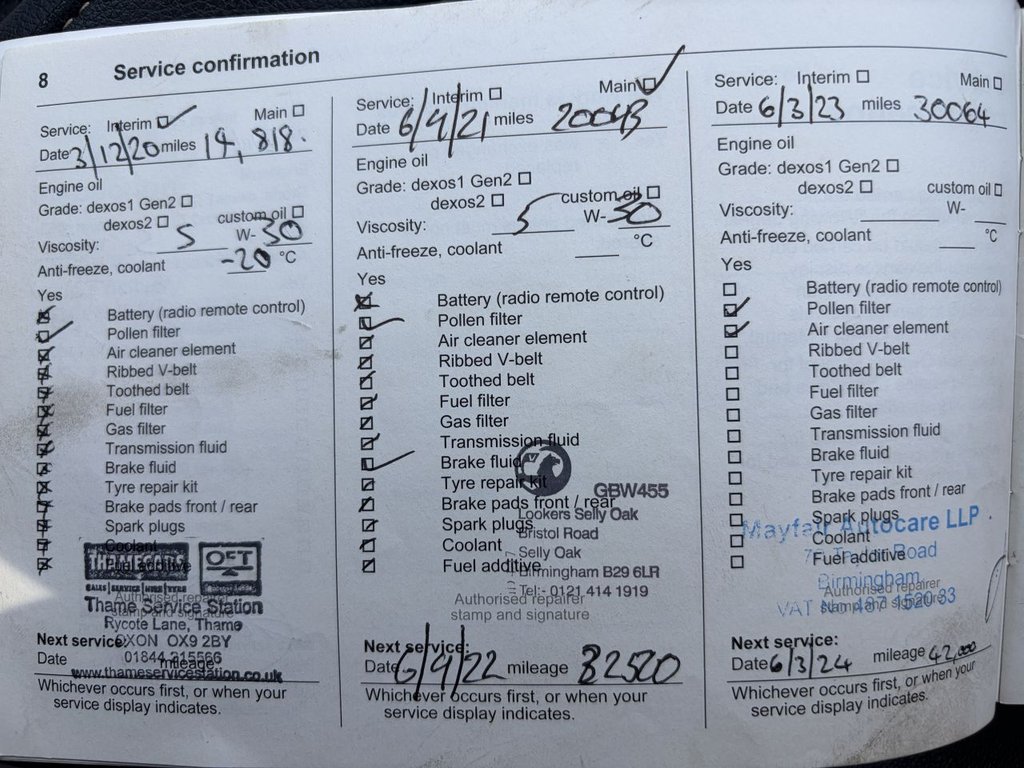 8 Service confirmation
Service: Interim Main
Date 3/12/20 miles 14,818.
Engine oil
Grade: dexos1 Gen2
dexos2 custom oil
Viscosity: 5 W-30
Anti-freeze, coolant -20 °C
Yes
Battery (radio remote control)
Pollen filter
Air cleaner element
Ribbed V-belt
Toothed belt
Fuel filter
Gas filter
Transmission fluid
Brake fluid
Tyre repair kit
Brake pads front / rear
Spark plugs
Coolant
Fuel additive
OFT
Authorised repairer
stamp and signature
Thame Service Station
Rycote Lane, Thame
OXON OX9 2BY
01844 215566
www.thameservicestation.co.uk
Next service:
Date mileage
Whichever occurs first, or when your
service display indicates.
Service: Interim Main
Date 6/9/21 miles
Engine oil
Grade: dexos1 Gen2
dexos2 custom oil
Viscosity: 5 W-30
Anti-freeze, coolant °C
Yes
Battery (radio remote control)
Pollen filter
Air cleaner element
Ribbed V-belt
Toothed belt
Fuel filter
Gas filter
Transmission fluid
Brake fluid
Tyre repair kit
Brake pads front / rear
Spark plugs
Coolant
Fuel additive
GBW455
Lookers Selly Oak
Bristol Road
Selly Oak
Birmingham B29 6LR
Tel:- 0121 414 1919
Authorised repairer
stamp and signature
Next service:
Date 6/9/22 mileage 32520
Whichever occurs first, or when your
service display indicates.
Service: Interim Main
Date 6/3/23 miles 30064
Engine oil
Grade: dexos1 Gen2
dexos2 custom oil
Viscosity: W-
Anti-freeze, coolant °C
Yes
Battery (radio remote control)
Pollen filter
Air cleaner element
Ribbed V-belt
Toothed belt
Fuel filter
Gas filter
Transmission fluid
Brake fluid
Tyre repair kit
Brake pads front / rear
Spark plugs
Coolant
Fuel additive
Mayfair Autocare LLP
Road
Birmingham
VAT No
Authorised repairer
stamp and signature
Next service:
Date 6/3/24 mileage 42,000
Whichever occurs first, or when your
service display indicates.